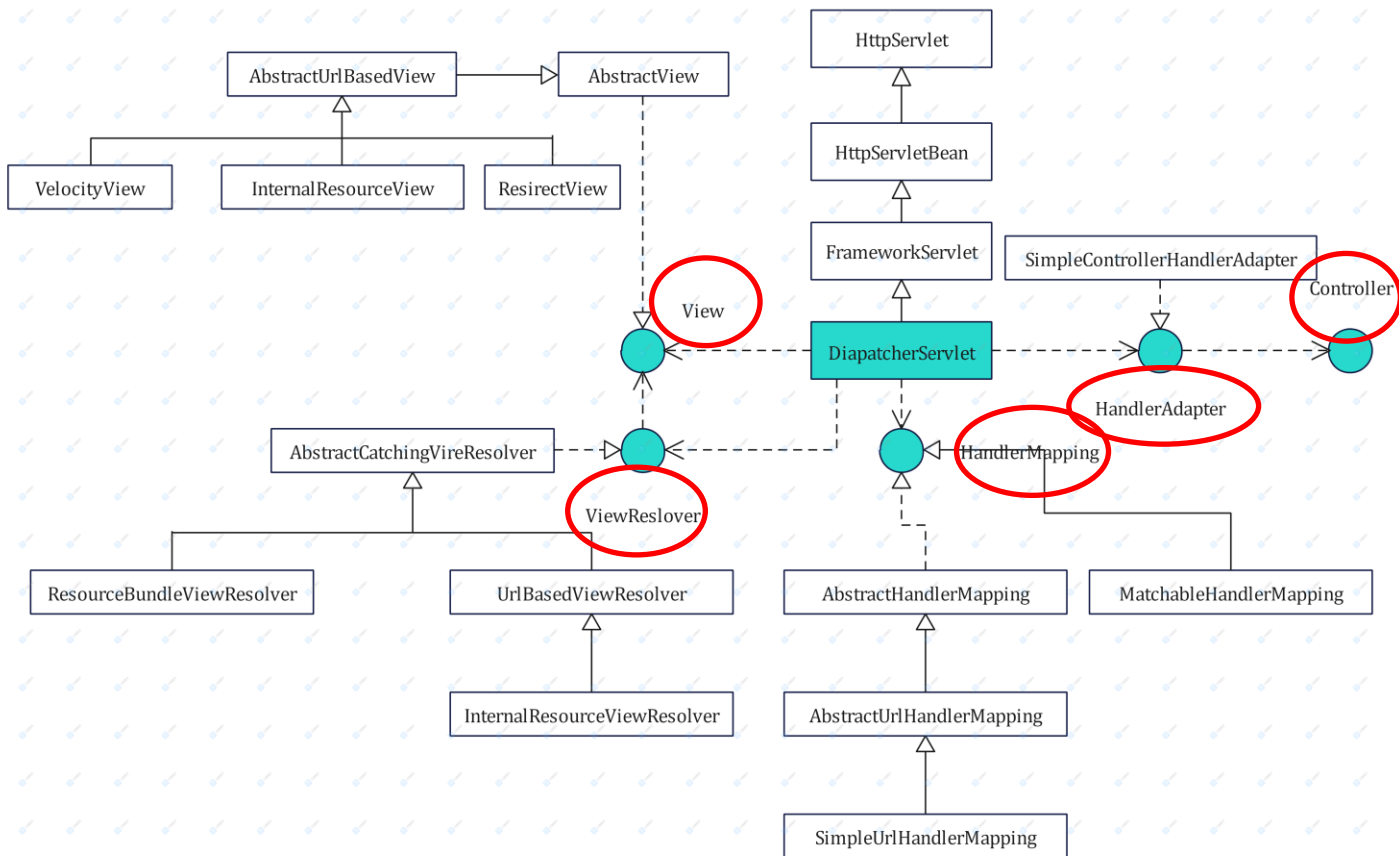 HttpServlet
AbstractUrlBasedView
AbstractView
HttpServletBean
VelocityView
InternalResourceView
ResirectView
FrameworkServlet
SimpleControllerHandlerAdapter
Controller
View
DiapatcherServlet
HandlerAdapter
AbstractCatchingVireResolver
HandlerMapping
ViewReslover
ResourceBundleViewResolver
UrlBasedViewResolver
AbstractHandlerMapping
MatchableHandlerMapping
InternalResourceViewResolver
AbstractUrlHandlerMapping
SimpleUrlHandlerMapping